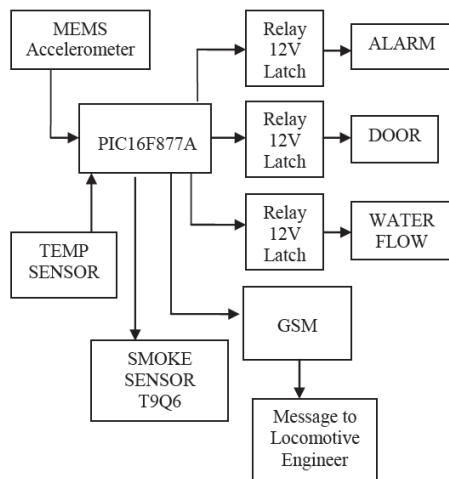 MEMS
Accelerometer
Relay
12V
Latch
ALARM
PIC16F877A
Relay
12V
Latch
DOOR
Relay
12V
Latch
WATER
FLOW
TEMP
SENSOR
GSM
SMOKE
SENSOR
T9Q6
Message to
Locomotive
Engineer